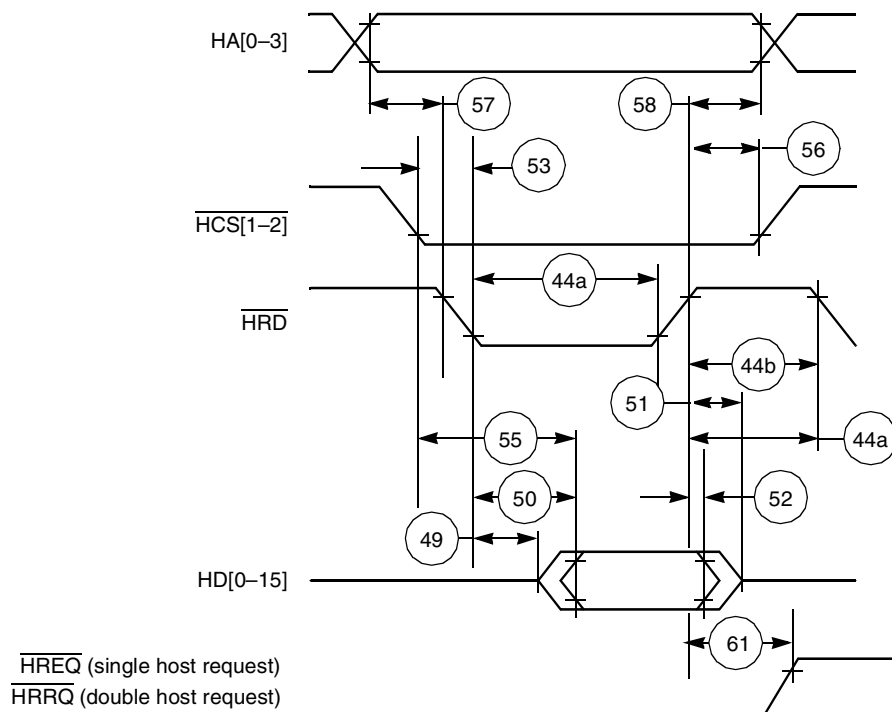 HA[0–3]
57
58
53
56
HCS[1–2]
44a
HRD
44b
51
55
44a
50
52
49
HD[0–15]
61
HREQ (single host request)
HRRQ (double host request)